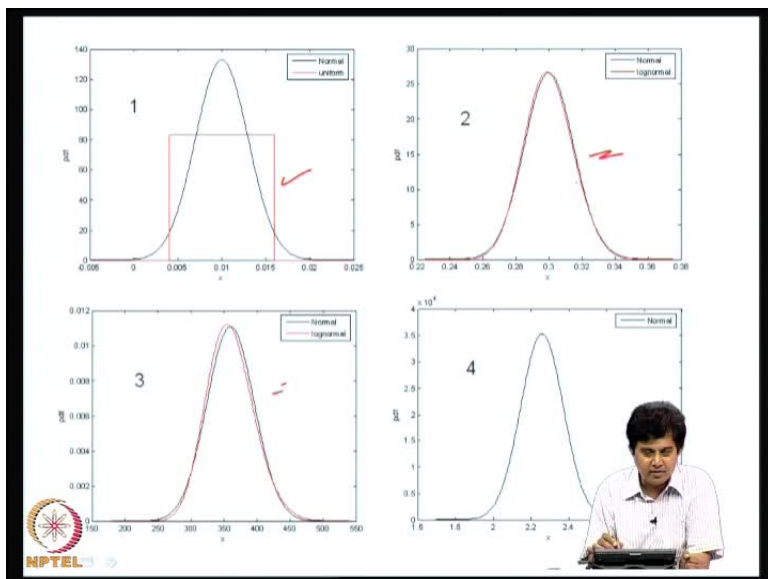 140
120
100
80
60
40
20
0
pdf
1
Normal
uniform
-0.005 0 0.005 0.01 0.015 0.02 0.025
x
30
25
20
15
10
5
0
pdf
2
Normal
lognormal
0.22 0.24 0.26 0.28 0.3 0.32 0.34 0.36 0.38
x
0.012
0.01
0.008
0.006
0.004
0.002
0
pdf
3
Normal
lognormal
150 200 250 300 350 400 450 500 550
x
x 10
4
3.5
3
2.5
2
1.5
1
0.5
0
pdf
4
Normal
1.6 1.8 2 2.2 2.4
x
NPTEL